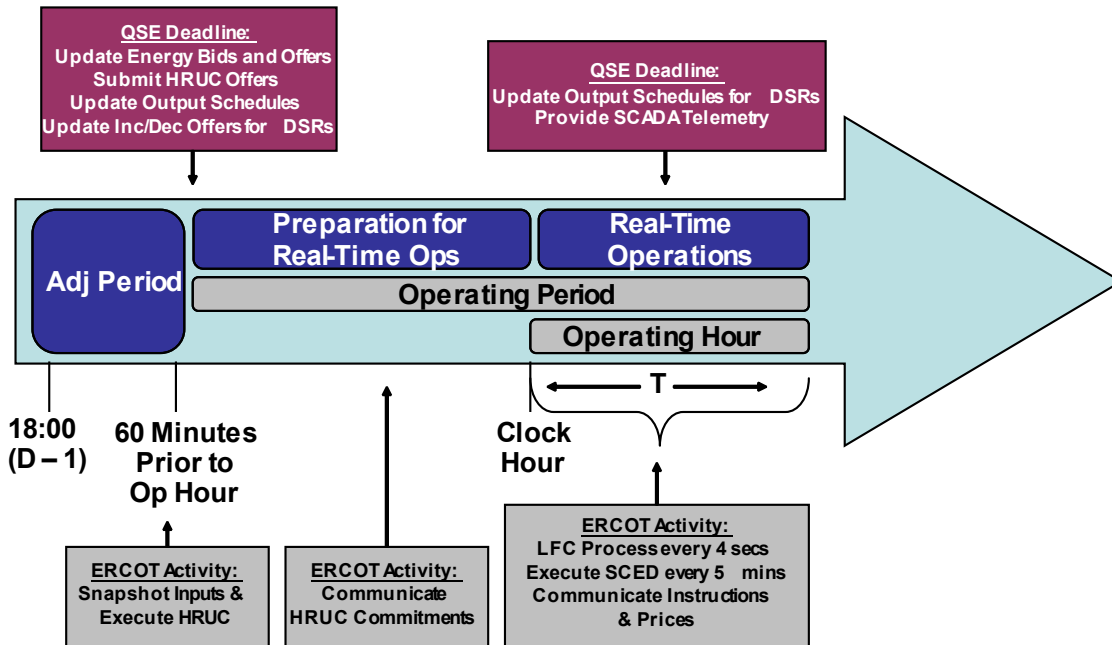 QSE Deadline:
Update Energy Bids and Offers
Submit HRUC Offers
Update Output Schedules
Update Inc/Dec Offers for DSRs
QSE Deadline:
Update Output Schedules for DSRs
Provide SCADA Telemetry
Adj Period
Preparation for
Real-Time Ops
Real-Time
Operations
Operating Period
Operating Hour
T
18:00
(D – 1)
60 Minutes
Prior to
Op Hour
Clock
Hour
ERCOT Activity:
Snapshot Inputs &
Execute HRUC
ERCOT Activity:
Communicate
HRUC Commitments
ERCOT Activity:
LFC Process every 4 secs
Execute SCED every 5 mins
Communicate Instructions
& Prices